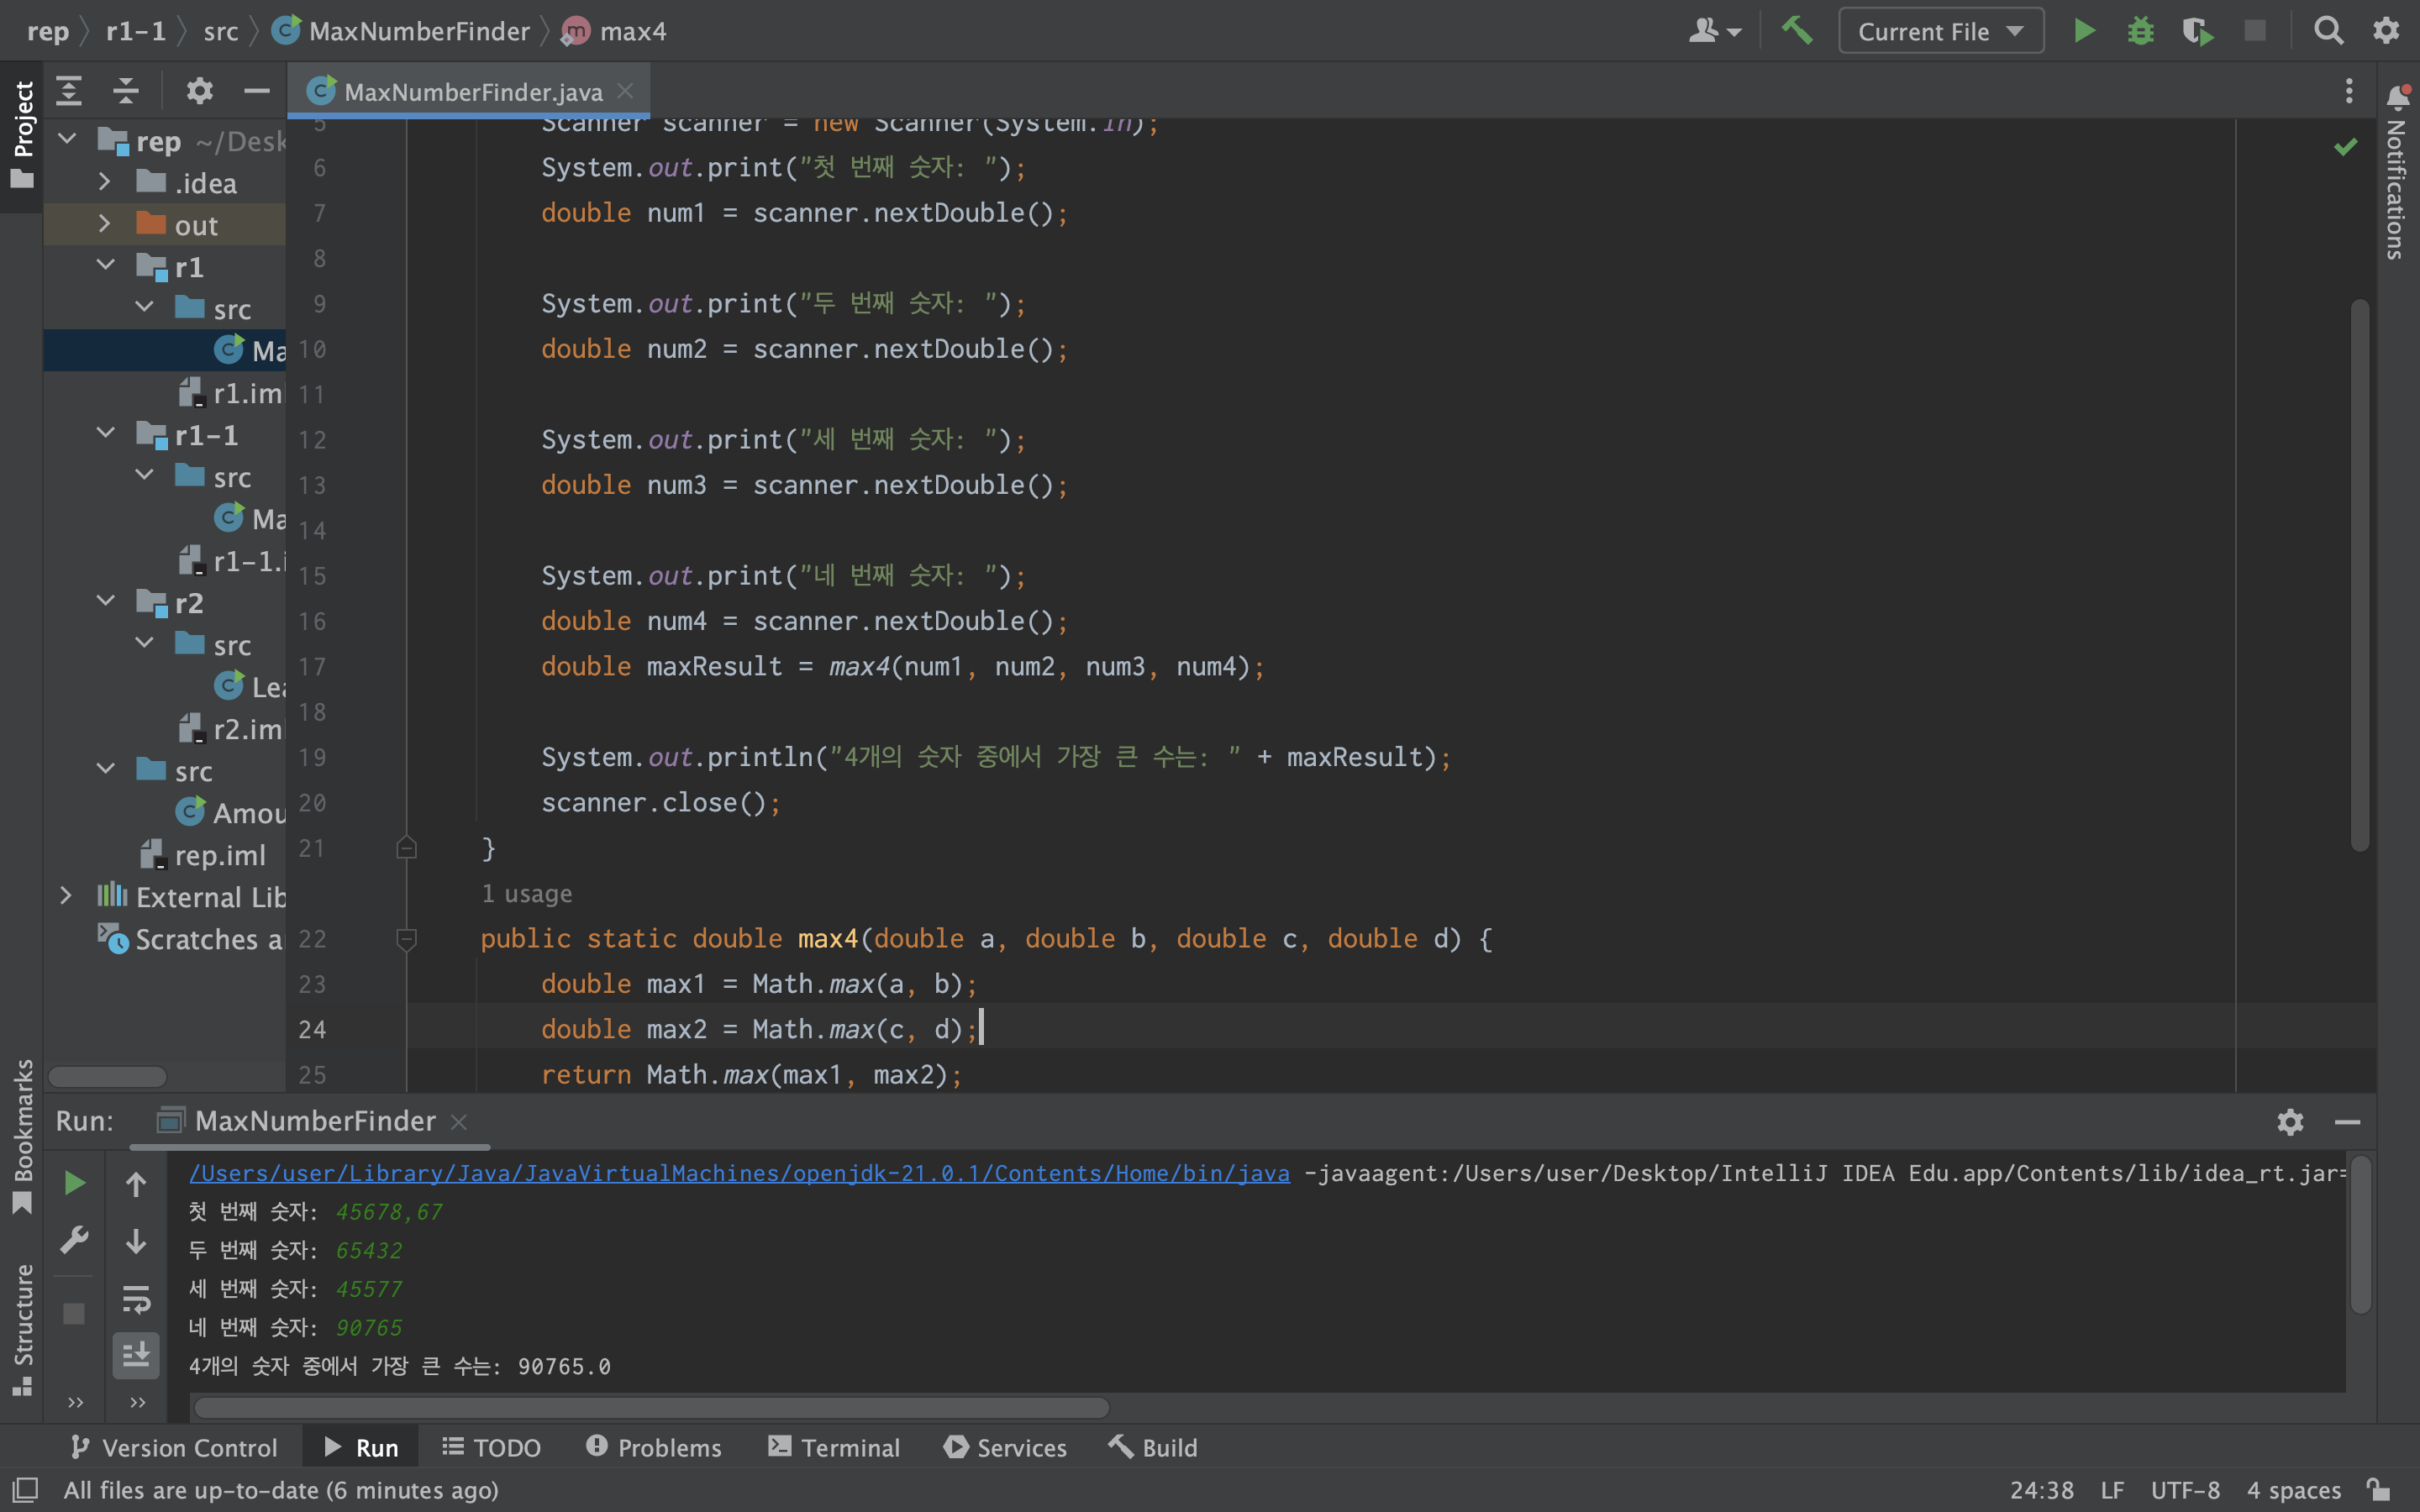 rep r1-1 src MaxNumberFinder max4
Current File
Project
MaxNumberFinder.java
rep ~/Desk
.idea
out
r1
src
Ma
r1.im
r1-1
src
Ma
r1-1.i
r2
src
Lea
r2.im
src
Amou
rep.iml
External Lib
Scratches a
5 Scanner scanner = new Scanner(System.in);
6 System.out.print("첫 번째 숫자: ");
7 double num1 = scanner.nextDouble();
8
9 System.out.print("두 번째 숫자: ");
10 double num2 = scanner.nextDouble();
11
12 System.out.print("세 번째 숫자: ");
13 double num3 = scanner.nextDouble();
14
15 System.out.print("네 번째 숫자: ");
16 double num4 = scanner.nextDouble();
17 double maxResult = max4(num1, num2, num3, num4);
18
19 System.out.println("4개의 숫자 중에서 가장 큰 수는: " + maxResult);
20 scanner.close();
21 }
1 usage
22 public static double max4(double a, double b, double c, double d) {
23 double max1 = Math.max(a, b);
24 double max2 = Math.max(c, d);
25 return Math.max(max1, max2);
Notifications
Bookmarks
Structure
Run: MaxNumberFinder
/Users/user/Library/Java/JavaVirtualMachines/openjdk-21.0.1/Contents/Home/bin/java -javaagent:/Users/user/Desktop/IntelliJ IDEA Edu.app/Contents/lib/idea_rt.jar=
첫 번째 숫자: 45678,67
두 번째 숫자: 65432
세 번째 숫자: 45577
네 번째 숫자: 90765
4개의 숫자 중에서 가장 큰 수는: 90765.0
Version Control Run TODO Problems Terminal Services Build
All files are up-to-date (6 minutes ago) 24:38 LF UTF-8 4 spaces